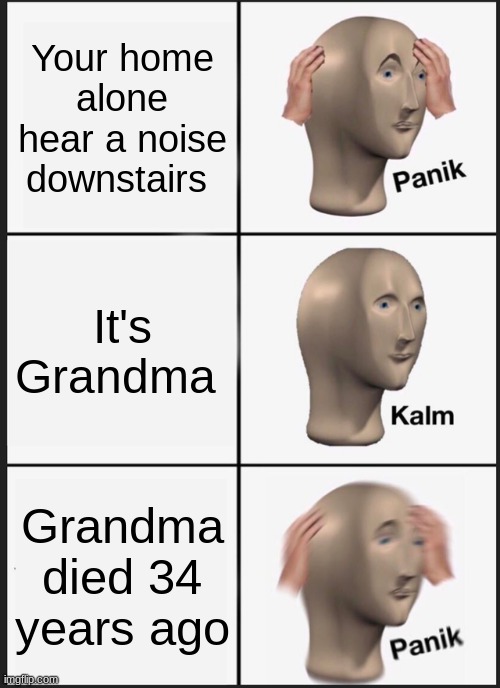 Your home
alone
hear a noise
downstairs
Panik
It's
Grandma
Kalm
Grandma
died 34
years ago
Panik
imgflip.com